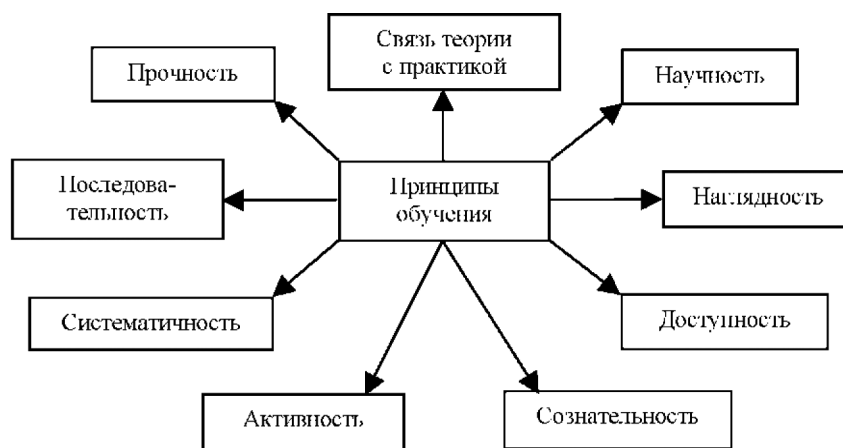 Связь теории
с практикой
Прочность
Научность
Последова-
тельность
Принципы
обучения
Наглядность
Систематичность
Доступность
Активность
Сознательность